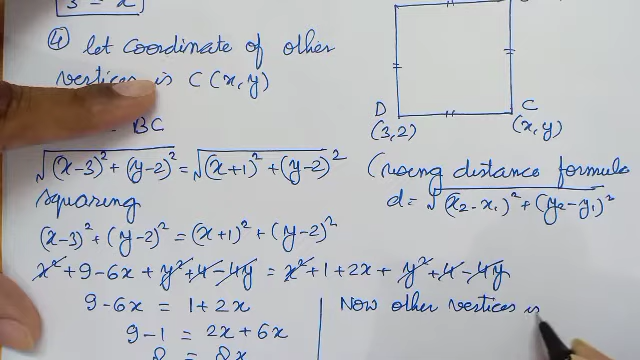 3 = x
④ let coordinate of other
vertices is C (x, y)
= BC
√(x-3)² + (y-2)² = √(x+1)² + (y-2)²
squaring
(x-3)² + (y-2)² = (x+1)² + (y-2)²
x² + 9 - 6x + y² + 4 - 4y = x² + 1 + 2x + y² + 4 - 4y
9 - 6x = 1 + 2x
9 - 1 = 2x + 6x
8 = 8x
D
(3,2)
C
(x, y)
(using distance formula
d = √(x₂ - x₁)² + (y₂ - y₁)²
Now other vertices is